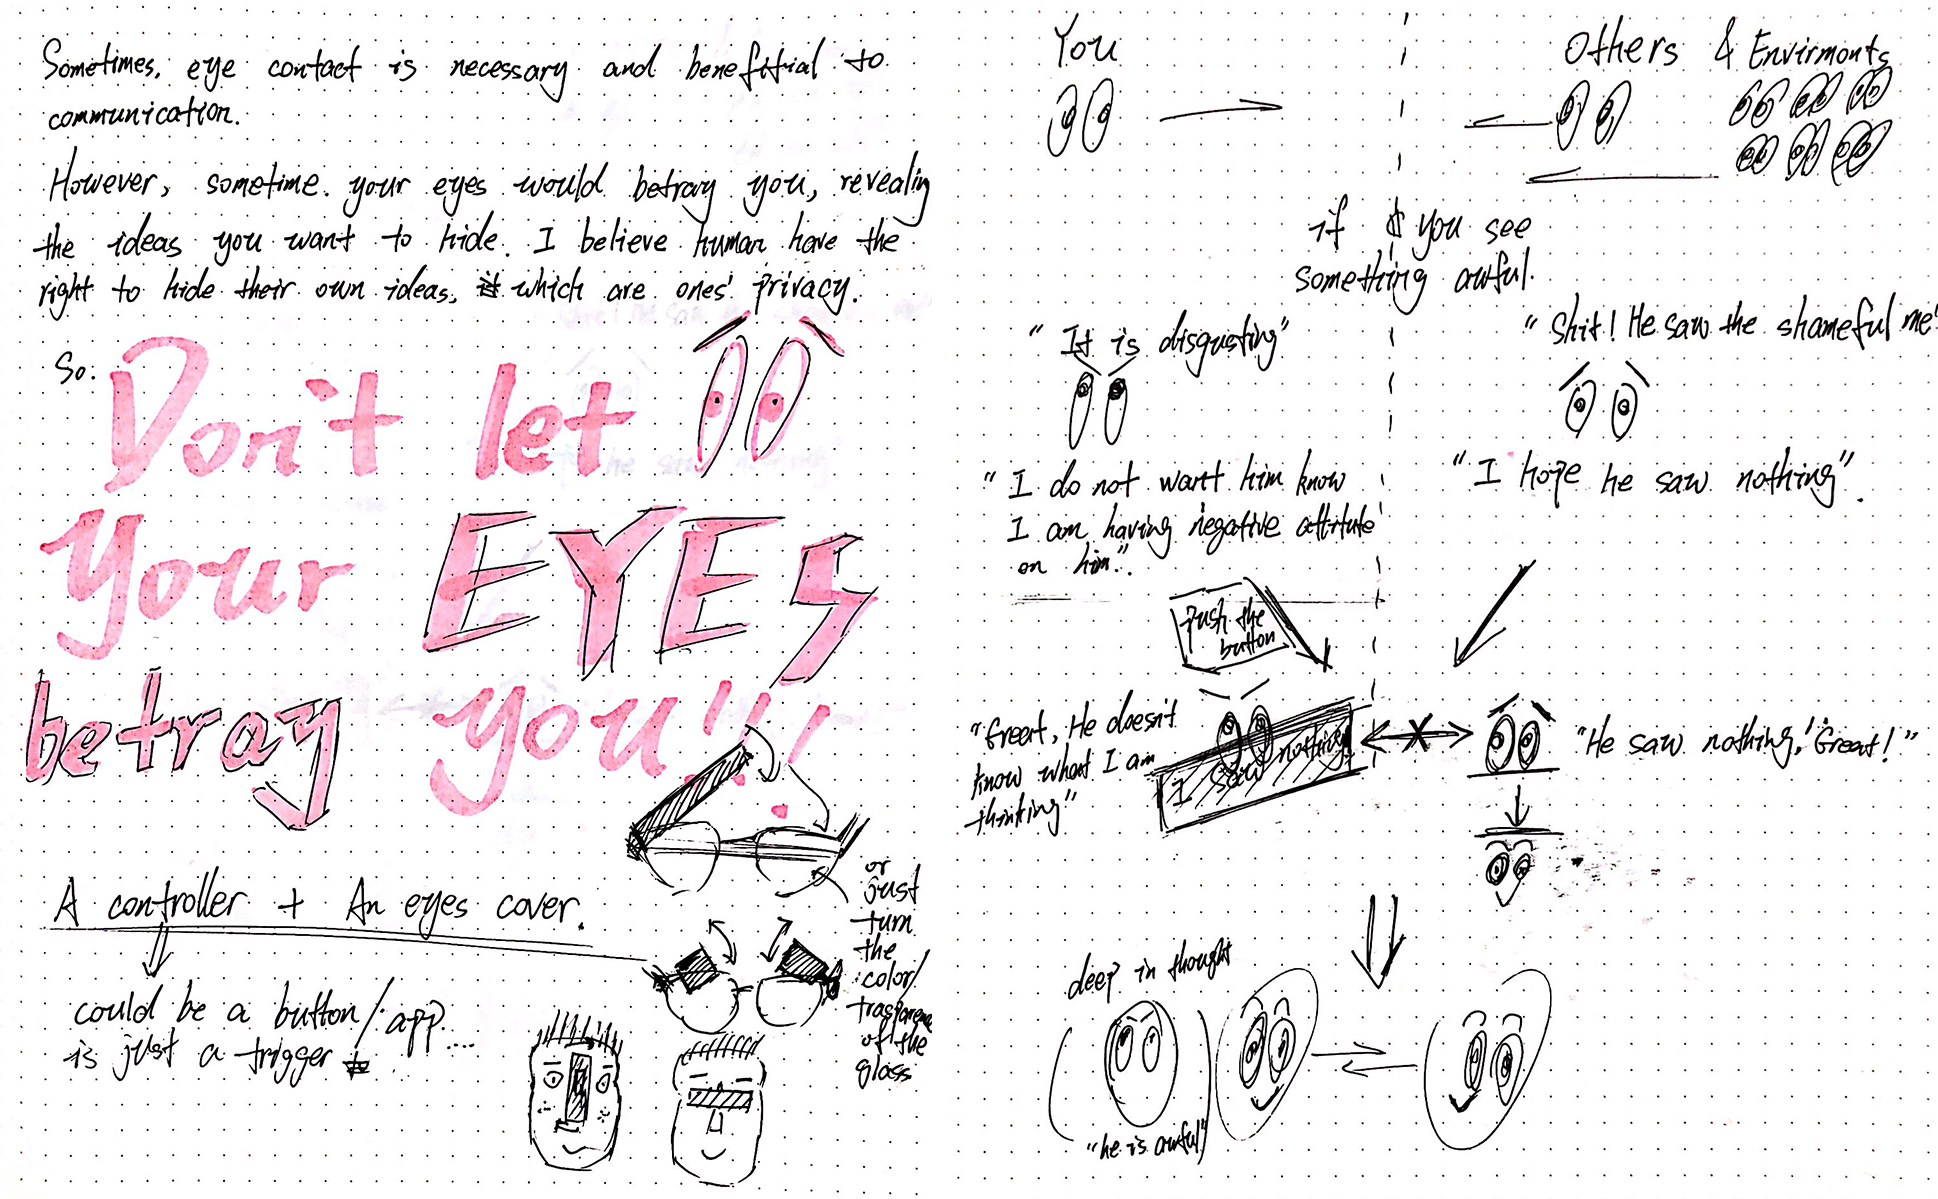 Sometimes, eye contact is necessary and benefitial to
communication.
However, sometime. your eyes would betray you, revealing
the ideas you want to hide. I believe human have the
right to hide their own ideas, which are ones' privacy.
So:
Don't let
your EYES
betray you!!!
A controller + An eyes cover.
could be a button/app....
is just a trigger
or
just
turn
the
color/
trasparene
of the
glass
You
Others & Envirmonts
if you see
something awful.
"It is disgusting"
"Shit! He saw the shameful me"
"I do not want him know
I am having negative attitute
on him".
"I hope he saw nothing".
push the
button
"Great, He doesn't
know what I am
thinking"
I saw nothing
"He saw nothing, Great!"
deep in thought
"he is awful"